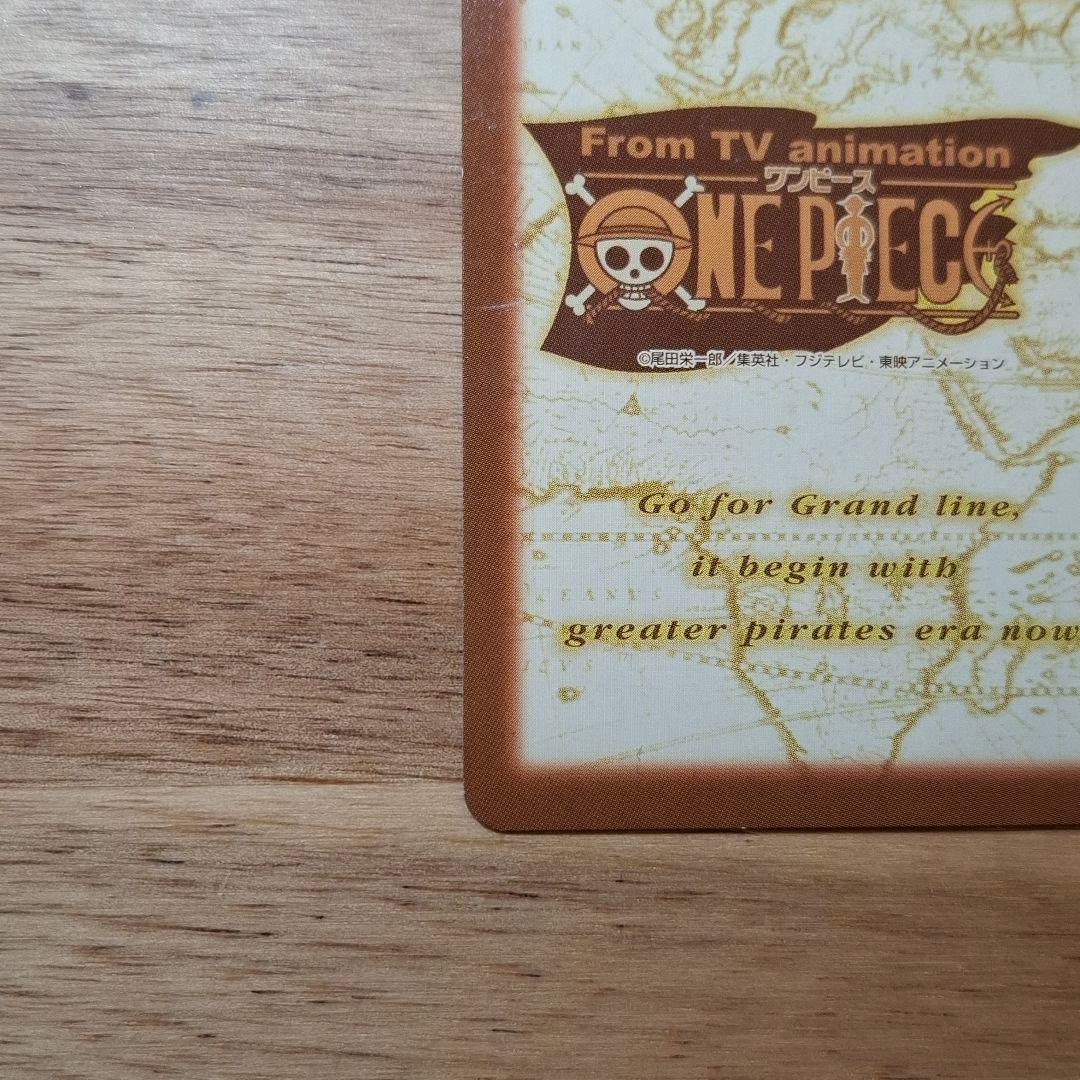 From TV animation
ワンピース
ONE PIECE
©尾田栄一郎／集英社・フジテレビ・東映アニメーション
Go for Grand line,
it begin with
greater pirates era now
OCEANVS